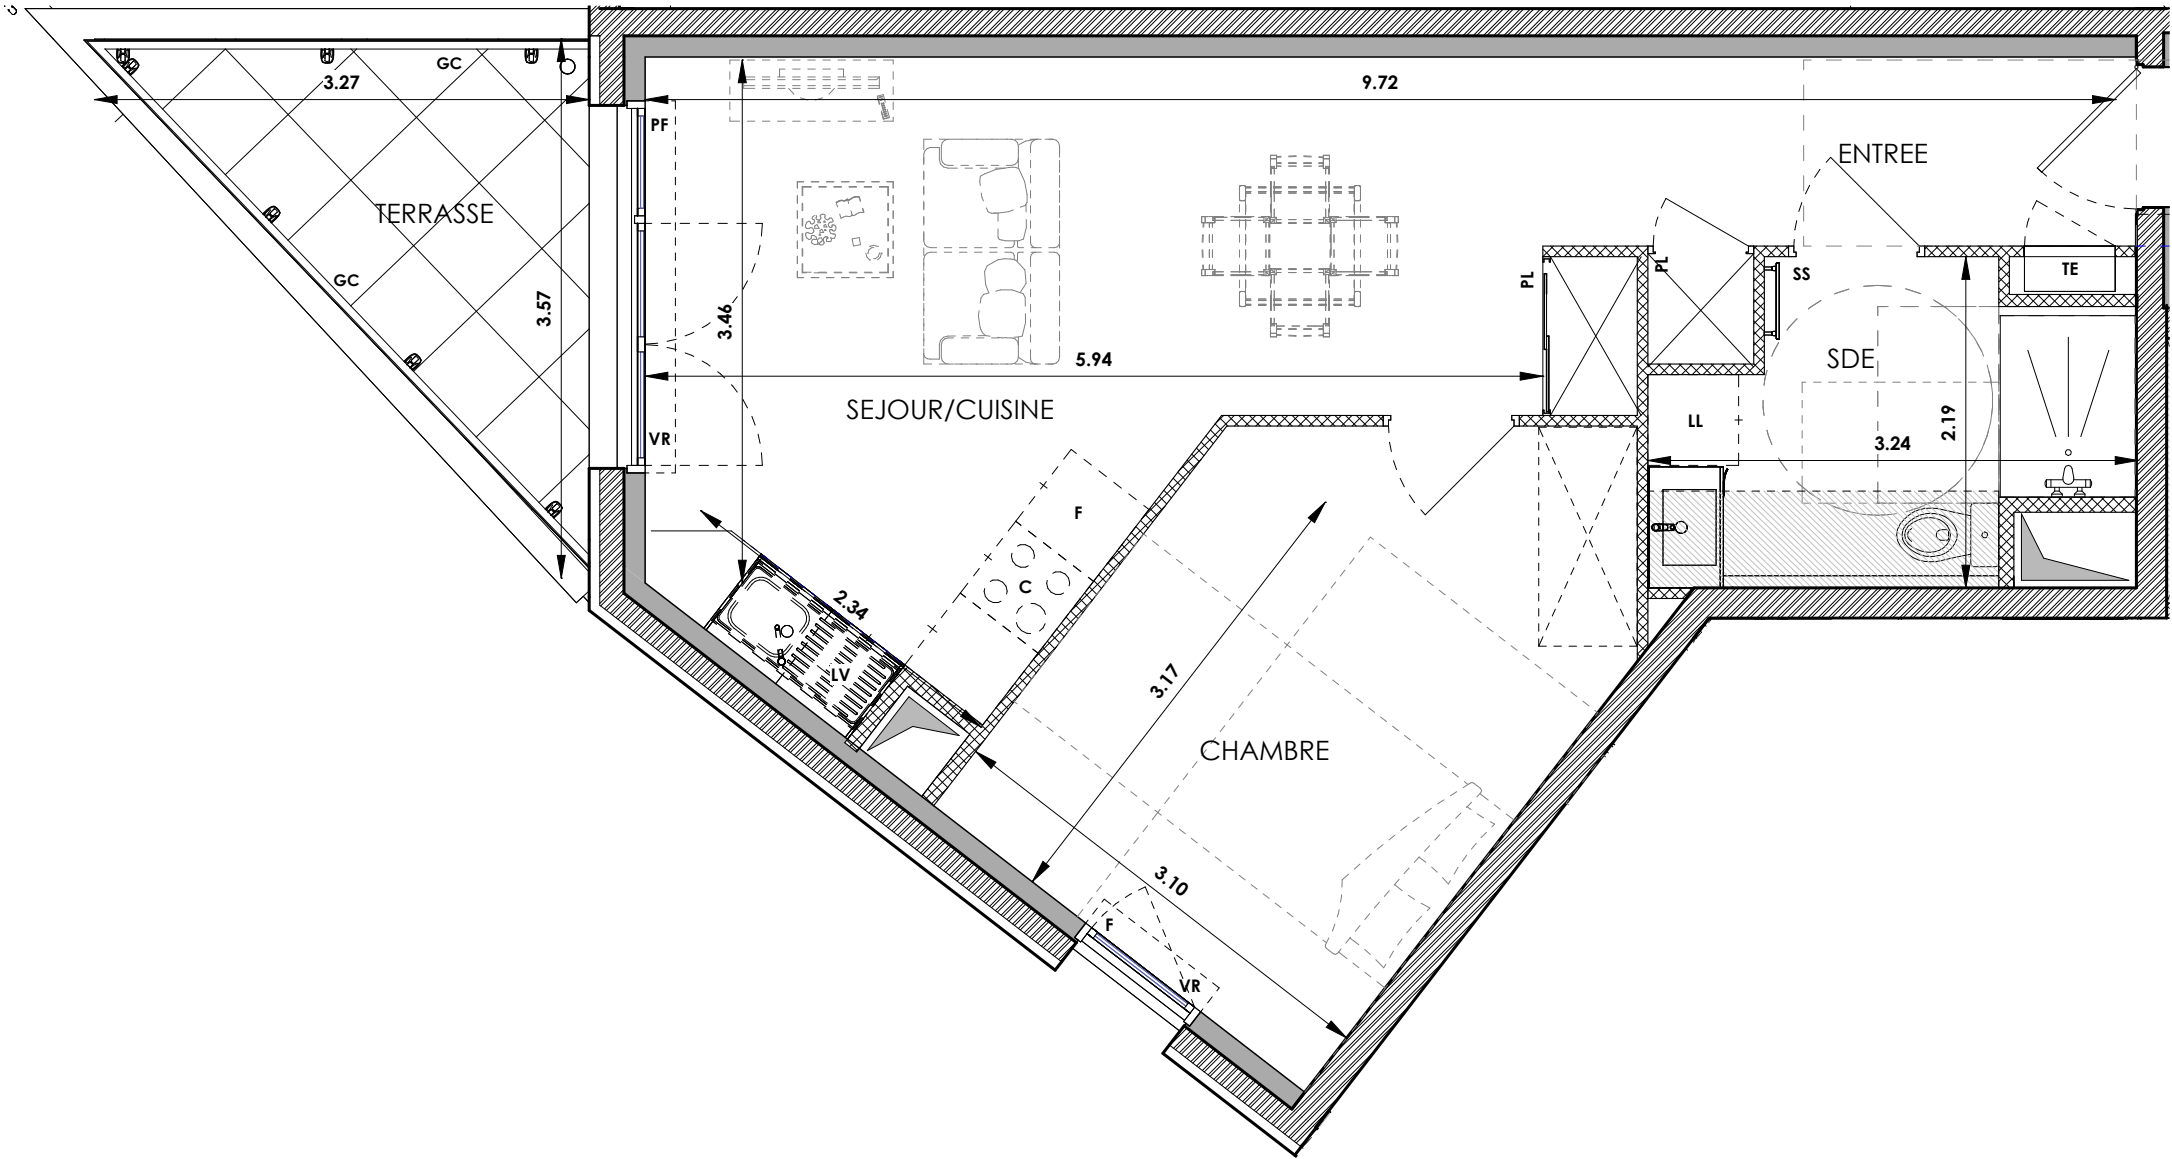 GC
3.27
9.72
PF
ENTREE
TERRASSE
GC
3.57
3.46
PL
PL
SS
TE
5.94
SDE
SEJOUR/CUISINE
LL
3.24
2.19
F
C
2.34
LV
3.17
CHAMBRE
3.10
VR
F
VR